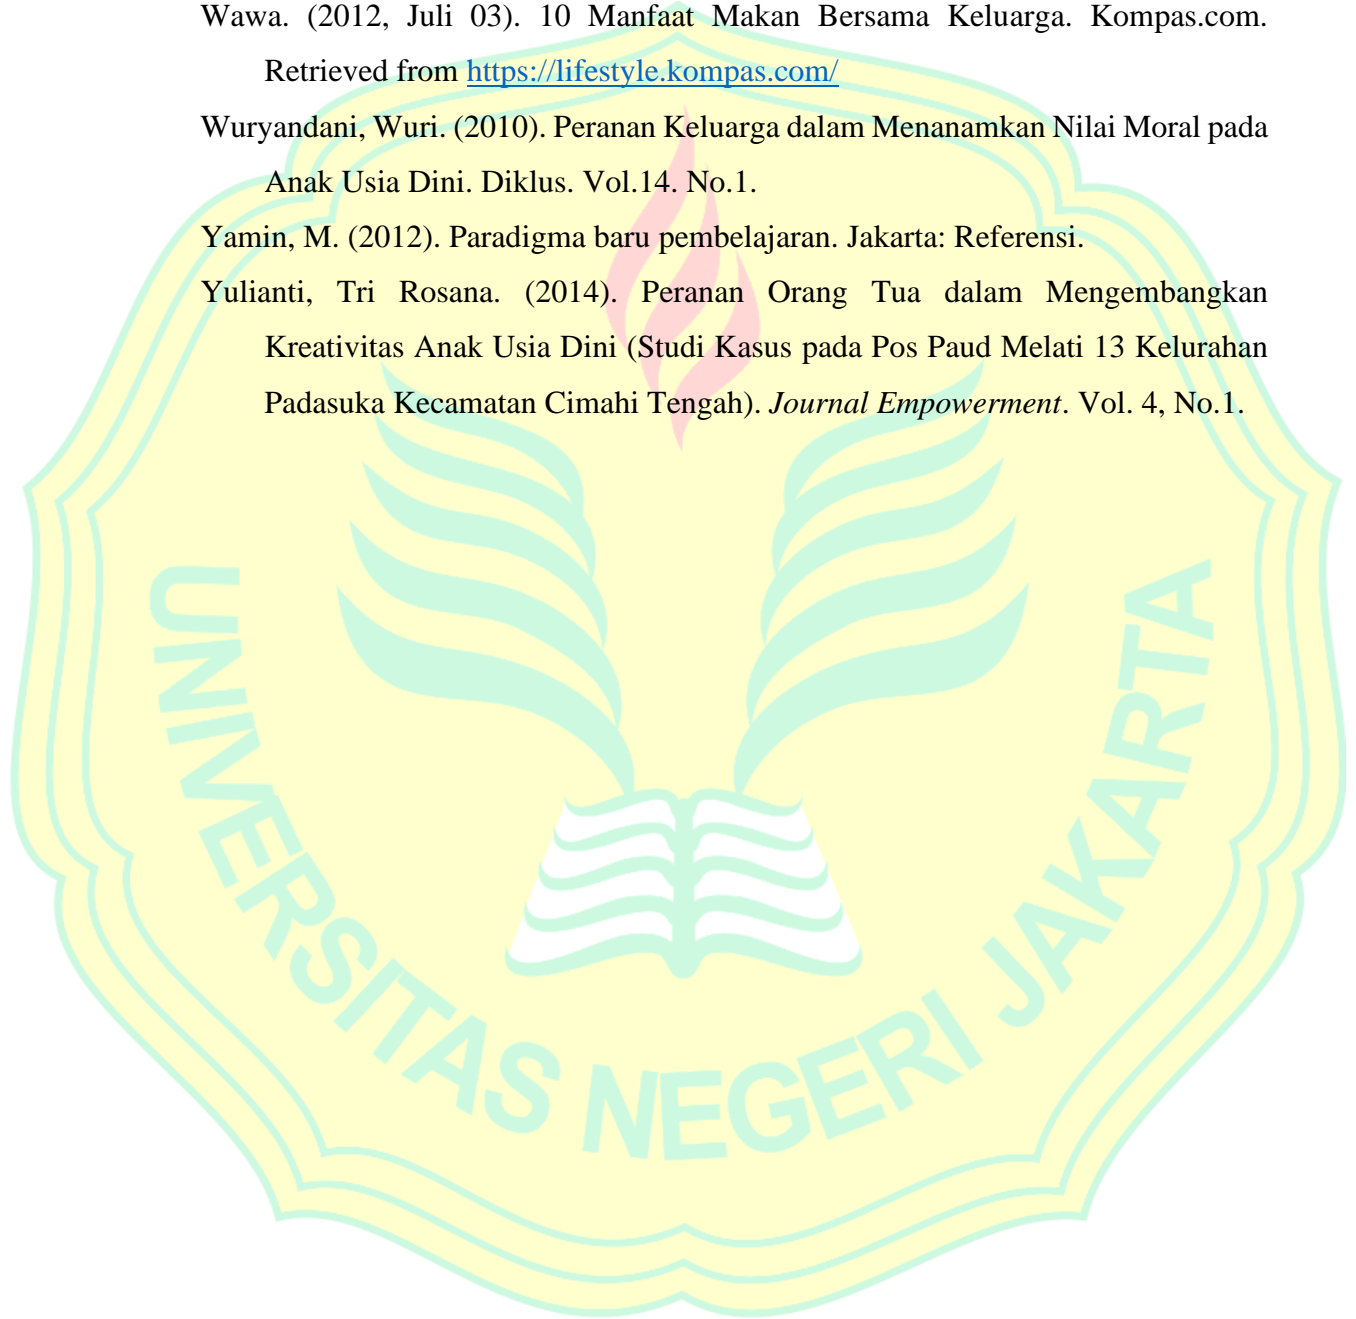 Wawa. (2012, Juli 03). 10 Manfaat Makan Bersama Keluarga. Kompas.com.
Retrieved from https://lifestyle.kompas.com/
Wuryandani, Wuri. (2010). Peranan Keluarga dalam Menanamkan Nilai Moral pada
Anak Usia Dini. Diklus. Vol.14. No.1.
Yamin, M. (2012). Paradigma baru pembelajaran. Jakarta: Referensi.
Yulianti, Tri Rosana. (2014). Peranan Orang Tua dalam Mengembangkan
Kreativitas Anak Usia Dini (Studi Kasus pada Pos Paud Melati 13 Kelurahan
Padasuka Kecamatan Cimahi Tengah). Journal Empowerment. Vol. 4, No.1.
UNIVERSITAS NEGERI JAKARTA